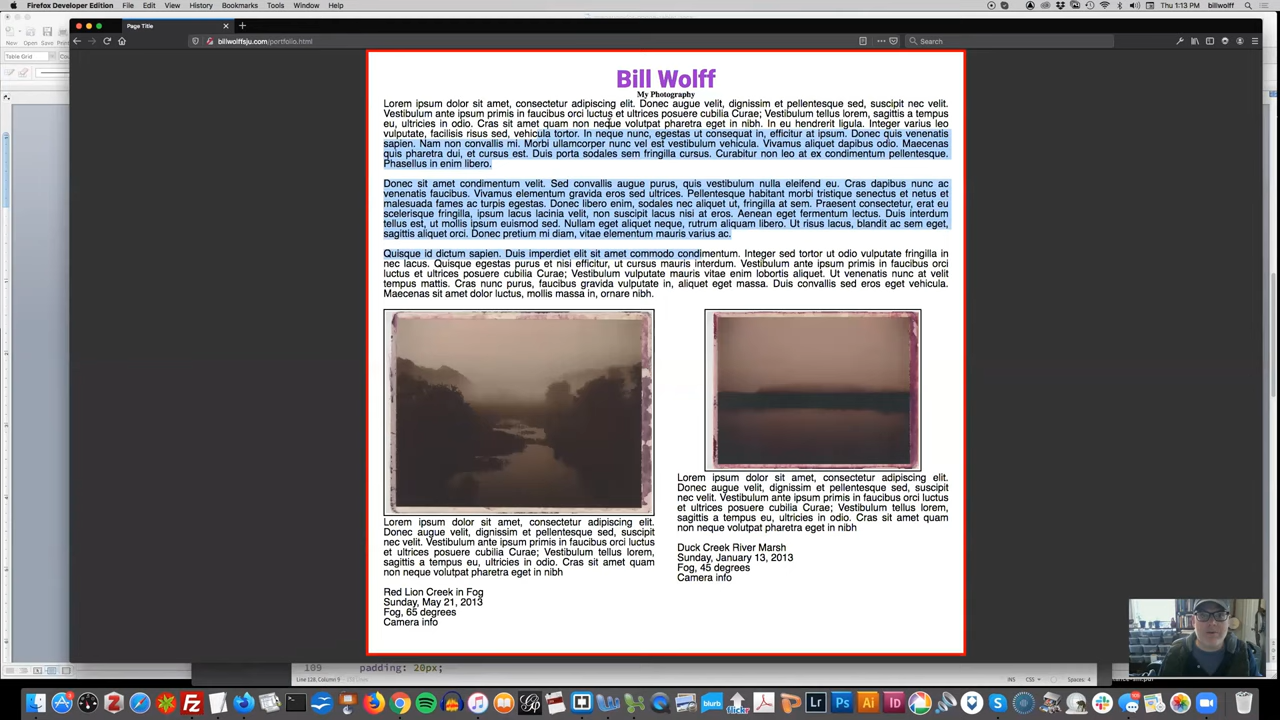 Firefox Developer Edition File Edit View History Bookmarks Tools Window Help
Thu 1:13 PM billwolff
Page Title
New Open Save Print
billwolffsju.com/portfolio.html
Search
Table Grid
Bill Wolff
My Photography
Lorem ipsum dolor sit amet, consectetur adipiscing elit. Donec augue velit, dignissim et pellentesque sed, suscipit nec velit.
Vestibulum ante ipsum primis in faucibus orci luctus et ultrices posuere cubilia Curae; Vestibulum tellus lorem, sagittis a tempus
eu, ultricies in odio. Cras sit amet quam non neque volutpat pharetra eget in nibh. In eu hendrerit ligula. Integer varius leo
vulputate, facilisis risus sed, vehicula tortor. In neque nunc, egestas ut consequat in, efficitur at ipsum. Donec quis venenatis
sapien. Nam non convallis mi. Morbi ullamcorper nunc vel est vestibulum vehicula. Vivamus aliquet dapibus odio. Maecenas
quis pharetra dui, et cursus est. Duis porta sodales sem fringilla cursus. Curabitur non leo at ex condimentum pellentesque.
Phasellus in enim libero.
Donec sit amet condimentum velit. Sed convallis augue purus, quis vestibulum nulla eleifend eu. Cras dapibus nunc ac
venenatis faucibus. Vivamus elementum gravida eros sed ultrices. Pellentesque habitant morbi tristique senectus et netus et
malesuada fames ac turpis egestas. Donec libero enim, sodales nec aliquet ut, fringilla at sem. Praesent consectetur, erat eu
scelerisque fringilla, ipsum lacus lacinia velit, non suscipit lacus nisi at eros. Aenean eget fermentum lectus. Duis interdum
tellus est, ut mollis ipsum euismod sed. Nullam eget aliquet neque, rutrum aliquam libero. Ut risus lacus, blandit ac sem eget,
sagittis aliquet orci. Donec pretium mi diam, vitae elementum mauris varius ac.
Quisque id dictum sapien. Duis imperdiet elit sit amet commodo condimentum. Integer sed tortor ut odio vulputate fringilla in
nec lacus. Quisque egestas purus et nisi efficitur, ut cursus mauris interdum. Vestibulum ante ipsum primis in faucibus orci
luctus et ultrices posuere cubilia Curae; Vestibulum vulputate mauris vitae enim lobortis aliquet. Ut venenatis nunc at velit
tempus mattis. Cras nunc purus, faucibus gravida vulputate in, aliquet eget massa. Duis convallis sed eros eget vehicula.
Maecenas sit amet dolor luctus, mollis massa in, ornare nibh.
Lorem ipsum dolor sit amet, consectetur adipiscing elit.
Donec augue velit, dignissim et pellentesque sed, suscipit
nec velit. Vestibulum ante ipsum primis in faucibus orci luctus
et ultrices posuere cubilia Curae; Vestibulum tellus lorem,
sagittis a tempus eu, ultricies in odio. Cras sit amet quam
non neque volutpat pharetra eget in nibh
Red Lion Creek in Fog
Sunday, May 21, 2013
Fog, 65 degrees
Camera info
Lorem ipsum dolor sit amet, consectetur adipiscing elit.
Donec augue velit, dignissim et pellentesque sed, suscipit
nec velit. Vestibulum ante ipsum primis in faucibus orci luctus
et ultrices posuere cubilia Curae; Vestibulum tellus lorem,
sagittis a tempus eu, ultricies in odio. Cras sit amet quam
non neque volutpat pharetra eget in nibh
Duck Creek River Marsh
Sunday, January 13, 2013
Fog, 45 degrees
Camera info
109 padding: 20px;
Line 128, Column 9
INS CSS Spaces: 4
Fz
blurb
flickr
Lr Ps Ai Id